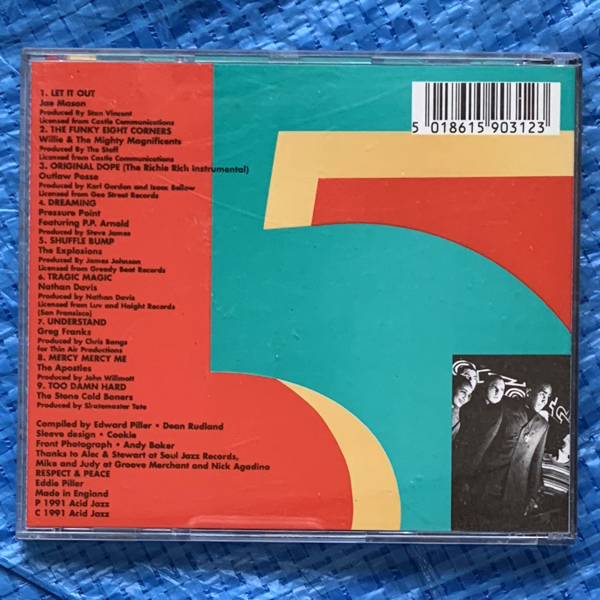 1. LET IT OUT
Joe Mason
Produced by Stan Vincent
Licensed from Castle Communications
2. THE FUNKY EIGHT CORNERS
Willie & The Mighty Magnificents
Produced By The Staff
Licensed from Castle Communications
3. ORIGINAL DOPE (The Richie Rich Instrumental)
Outlaw Posse
Produced by Karl Gordon and Isaac Bellow
Licensed from Gee Street Records
4. DREAMING
Pressure Point
Featuring P.P. Arnold
Produced by Steve James
5. SHUFFLE BUMP
The Explosions
Produced By James Johnson
Licensed from Greedy Beat Records
6. TRAGIC MAGIC
Nathan Davis
Produced by Nathan Davis
Licensed from Luv and Haight Records
(San Fransisco)
7. UNDERSTAND
Greg Franks
Produced by Chris Bangs
for Thin Air Productions
8. MERCY MERCY ME
The Apostles
Produced by John Willmott
9. TOO DAMN HARD
The Stone Cold Boners
Produced by Skatemaster Tate
Compiled by Edward Piller • Dean Rudland
Sleeve design • Cookie
Front Photograph • Andy Baker
Thanks to Alec & Stewart at Soul Jazz Records,
Mike and Judy at Groove Merchant and Nick Agadino
RESPECT & PEACE
Eddie Piller
Made in England
P 1991 Acid Jazz
C 1991 Acid Jazz
5 018615 903123
5